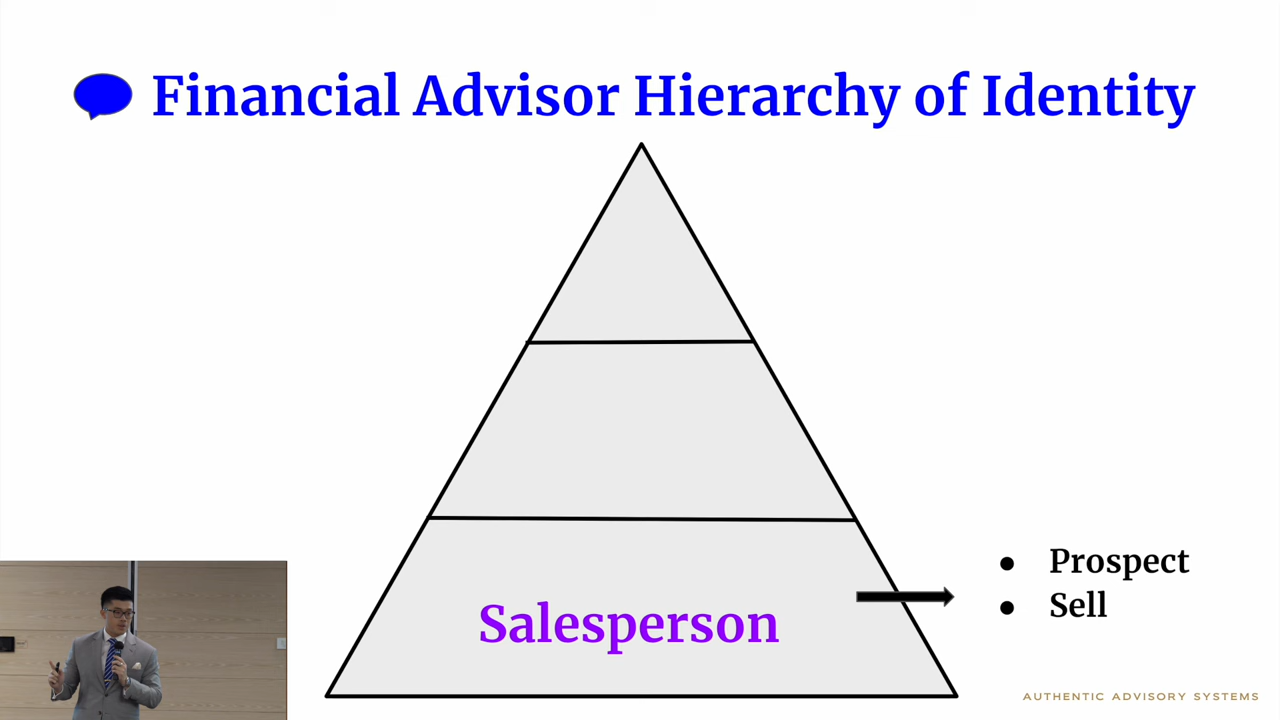 Financial Advisor Hierarchy of Identity
Salesperson
● Prospect
● Sell
AUTHENTIC ADVISORY SYSTEMS